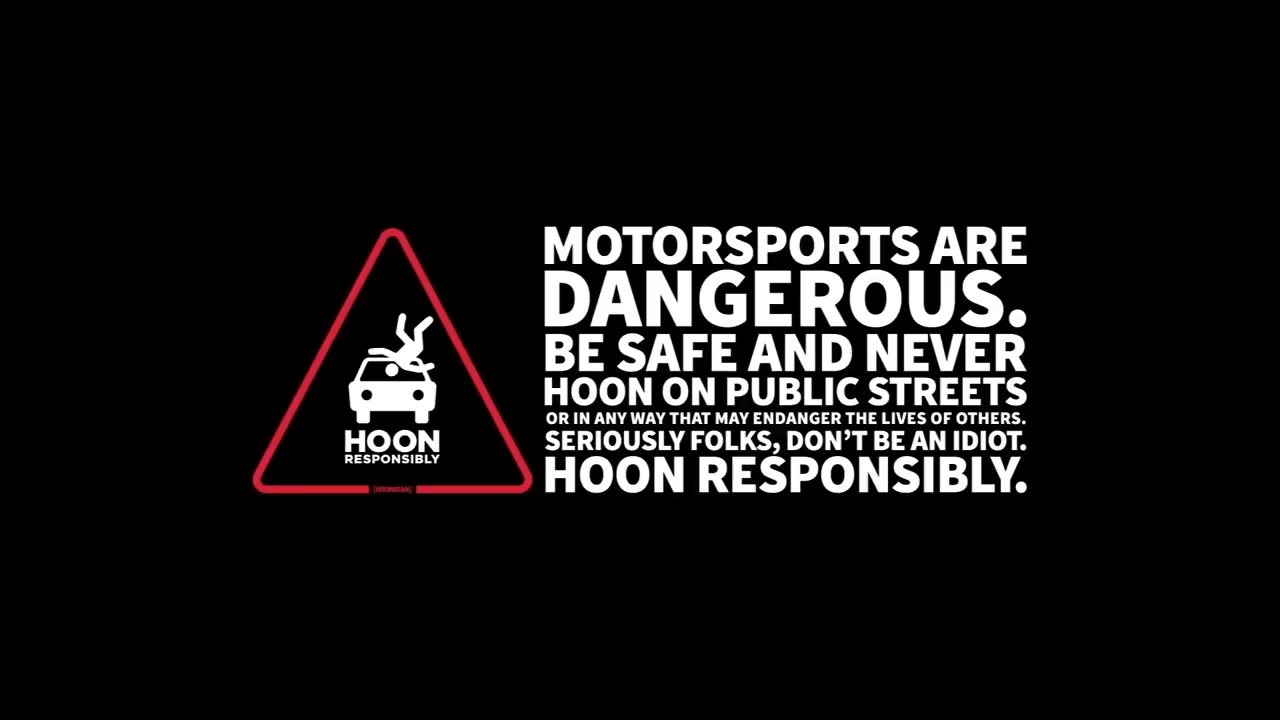 HOON
RESPONSIBLY
[HOONIGAN]
MOTORSPORTS ARE
DANGEROUS.
BE SAFE AND NEVER
HOON ON PUBLIC STREETS
OR IN ANY WAY THAT MAY ENDANGER THE LIVES OF OTHERS.
SERIOUSLY FOLKS, DON'T BE AN IDIOT.
HOON RESPONSIBLY.